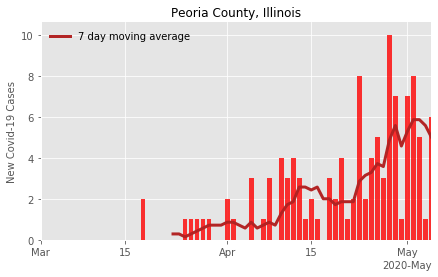 Peoria County, Illinois
7 day moving average
New Covid-19 Cases
10
8
6
4
2
0
Mar 15 Apr 15 May
2020-May